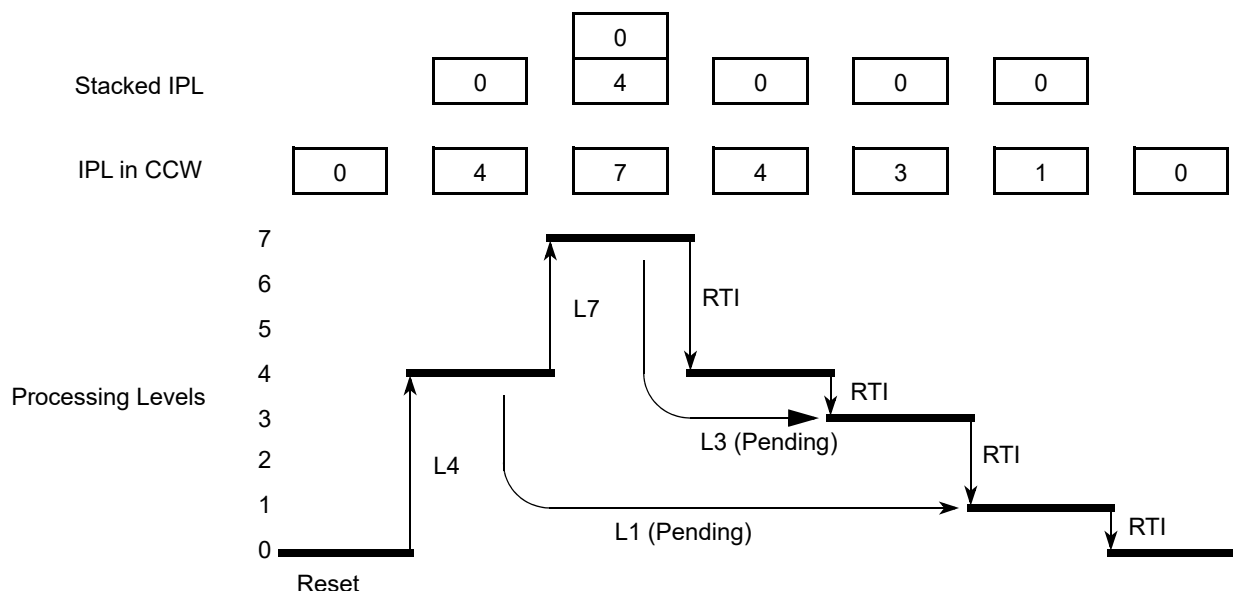 0
Stacked IPL 0 4 0 0 0
IPL in CCW 0 4 7 4 3 1 0
7
6
L7 RTI
5
4
Processing Levels RTI
3
L3 (Pending)
2
L4 RTI
1
L1 (Pending) RTI
0
Reset